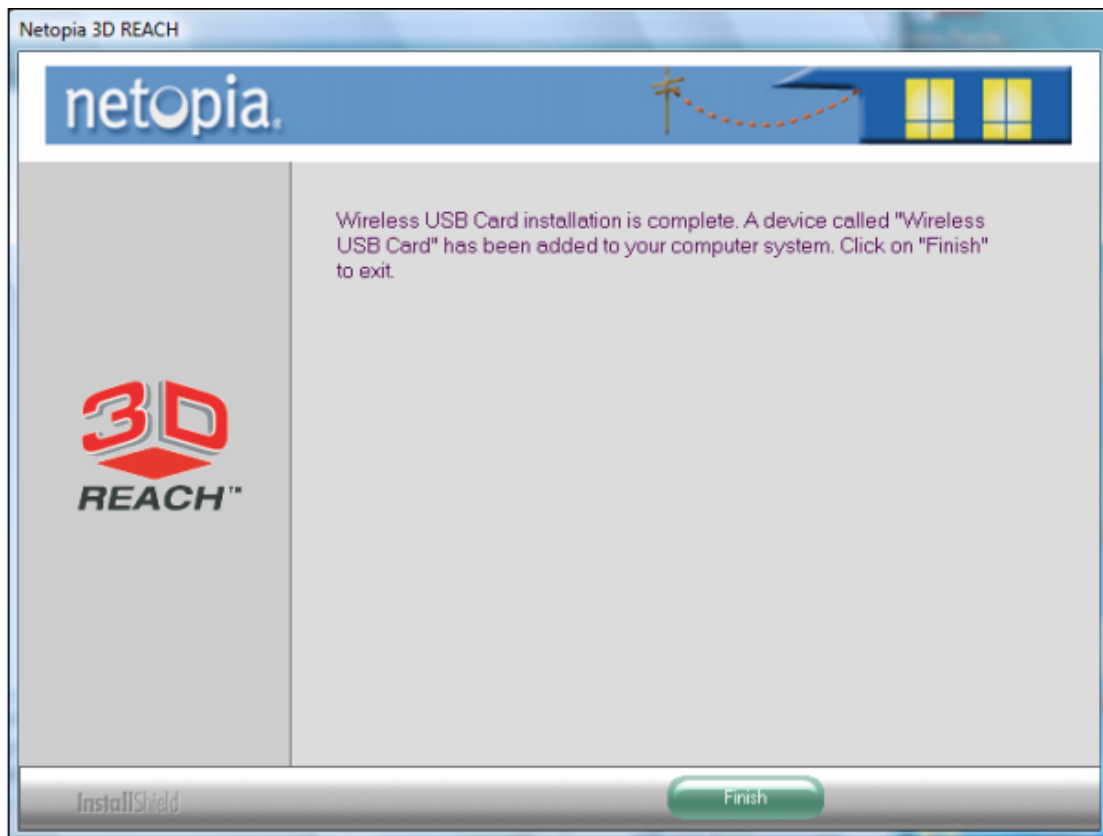 Netopia 3D REACH
netopia.
Wireless USB Card installation is complete. A device called "Wireless
USB Card" has been added to your computer system. Click on "Finish"
to exit.
3D
REACH™
InstallShield
Finish